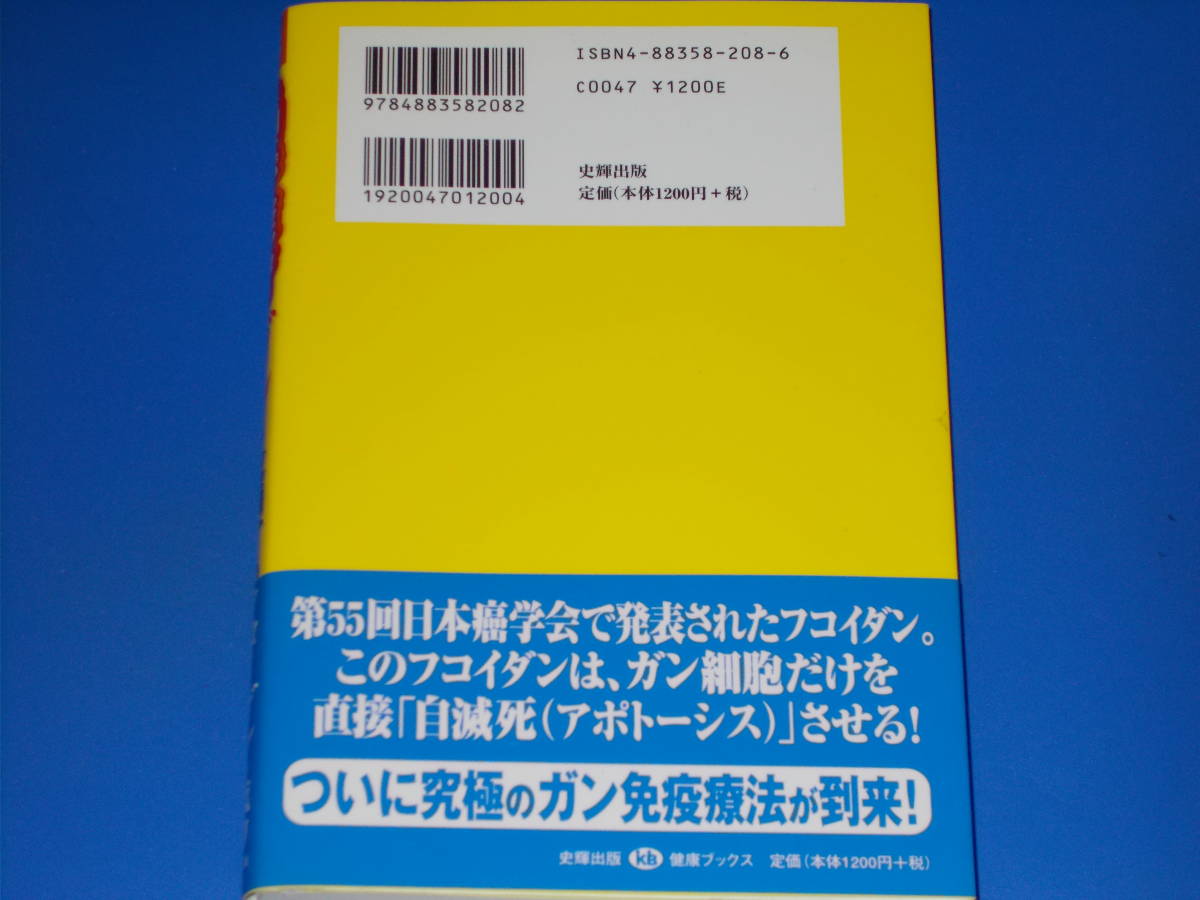 ISBN4-88358-208-6
C0047 ¥1200E
9784883582082
1920047012004
史輝出版
定価(本体1200円+税)
第55回日本癌学会で発表されたフコイダン。
このフコイダンは、ガン細胞だけを
直接「自滅死(アポトーシス)」させる!
ついに究極のガン免疫療法が到来!
史輝出版 kb 健康ブックス 定価(本体1200円+税)